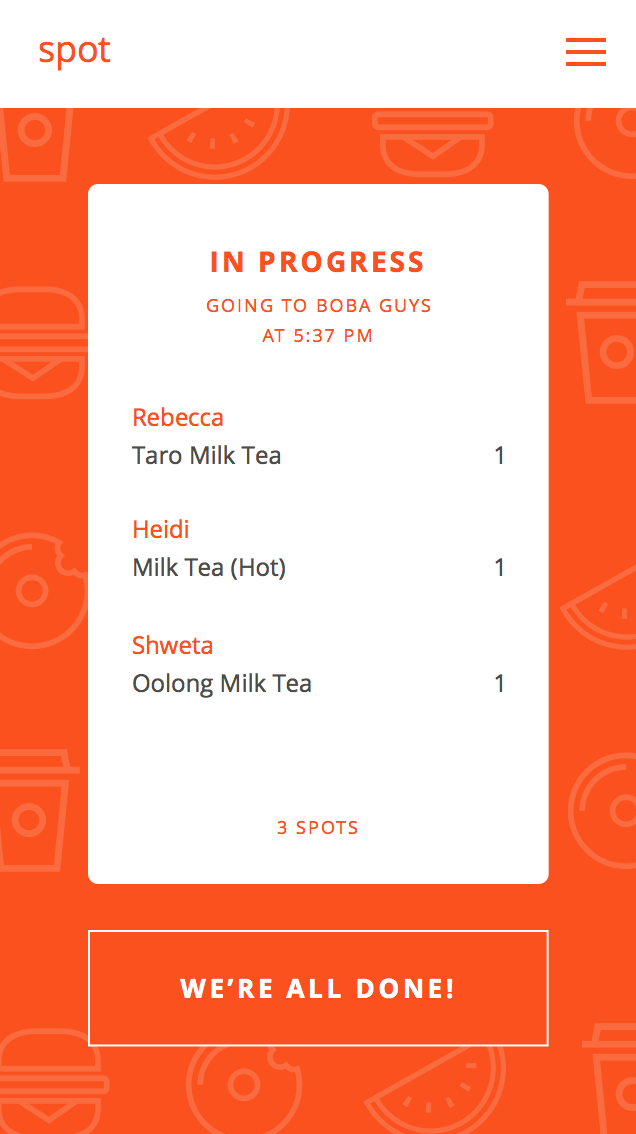 spot
IN PROGRESS
GOING TO BOBA GUYS
AT 5:37 PM
Rebecca
Taro Milk Tea 1
Heidi
Milk Tea (Hot) 1
Shweta
Oolong Milk Tea 1
3 SPOTS
WE’RE ALL DONE!